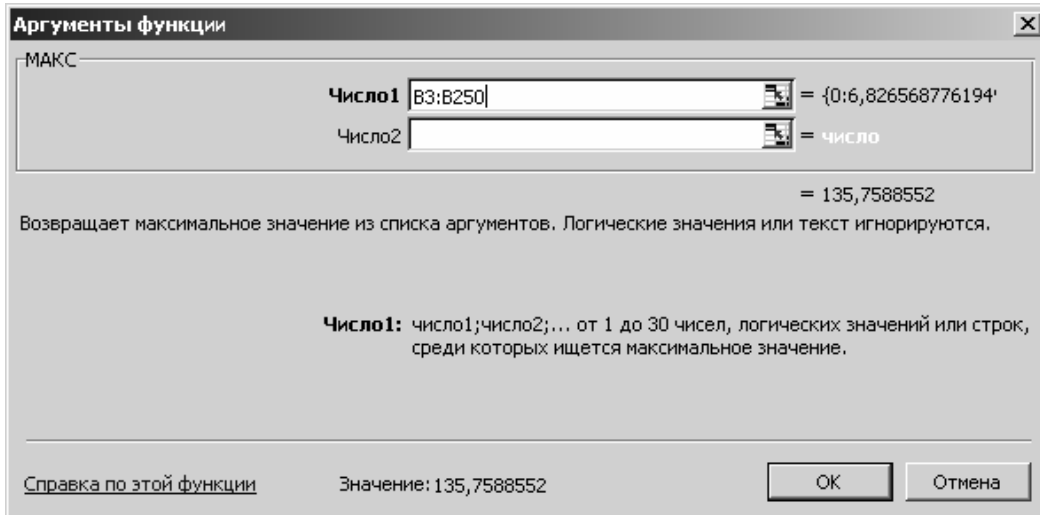 Аргументы функции
МАКС
Число1 B3:B250 = {0:6,826568776194
Число2 = число
= 135,7588552
Возвращает максимальное значение из списка аргументов. Логические значения или текст игнорируются.
Число1: число1;число2;... от 1 до 30 чисел, логических значений или строк,
среди которых ищется максимальное значение.
Справка по этой функции Значение:135,7588552 ОК Отмена